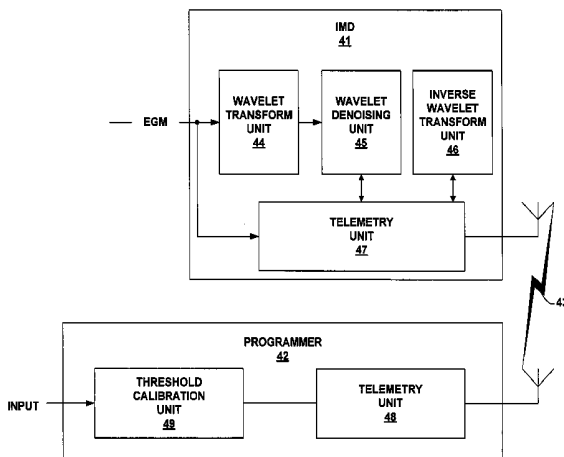 IMD
41
WAVELET
TRANSFORM
UNIT
44
WAVELET
DENOISING
UNIT
45
INVERSE
WAVELET
TRANSFORM
UNIT
46
EGM
TELEMETRY
UNIT
47
PROGRAMMER
42
INPUT
THRESHOLD
CALIBRATION
UNIT
49
TELEMETRY
UNIT
48